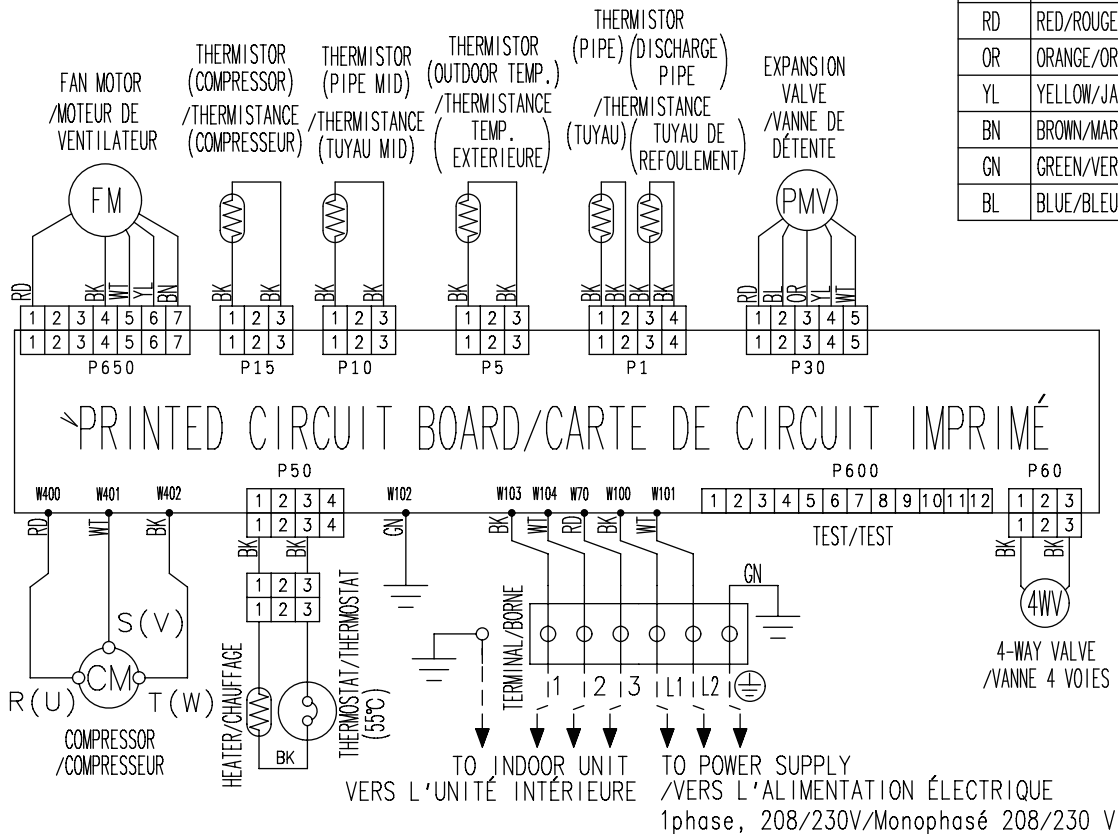 RD RED/ROUGE
OR ORANGE/OR
YL YELLOW/JA
BN BROWN/MAR
GN GREEN/VER
BL BLUE/BLEU
FAN MOTOR
/MOTEUR DE
VENTILATEUR
THERMISTOR
(COMPRESSOR)
/THERMISTANCE
(COMPRESSEUR)
THERMISTOR
(PIPE MID)
/THERMISTANCE
(TUYAU MID)
THERMISTOR
(OUTDOOR TEMP.)
/THERMISTANCE
(TEMP.
EXTERIEURE)
THERMISTOR
(PIPE) (DISCHARGE
PIPE)
/THERMISTANCE
(TUYAU) (TUYAU DE
REFOULEMENT)
EXPANSION
VALVE
/VANNE DE
DÉTENTE
FM
PMV
RD BK WT YL BN
BK BK
BK BK
BK BK
BK BK BK BK
RD BL OR YL WT
1 2 3 4 5 6 7
1 2 3 4 5 6 7
P650
1 2 3
1 2 3
P15
1 2 3
1 2 3
P10
1 2 3
1 2 3
P5
1 2 3 4
1 2 3 4
P1
1 2 3 4 5
1 2 3 4 5
P30
PRINTED CIRCUIT BOARD/CARTE DE CIRCUIT IMPRIMÉ
W400 W401 W402
RD WT BK
S(V)
CM
R(U) T(W)
COMPRESSOR
/COMPRESSEUR
P50
1 2 3 4
1 2 3 4
BK BK
1 2 3
1 2 3
HEATER/CHAUFFAGE
BK
THERMOSTAT/THERMOSTAT
(55℃)
W102
GN
W103 W104 W70 W100 W101
BK WT RD BK WT
GN
TERMINAL/BORNE
1 2 3 L1 L2
TO INDOOR UNIT
VERS L'UNITÉ INTÉRIEURE
TO POWER SUPPLY
/VERS L'ALIMENTATION ÉLECTRIQUE
1phase, 208/230V/Monophasé 208/230 V
P600
1 2 3 4 5 6 7 8 9 10 11 12
TEST/TEST
P60
1 2 3
1 2 3
BK BK
4WV
4-WAY VALVE
/VANNE 4 VOIES